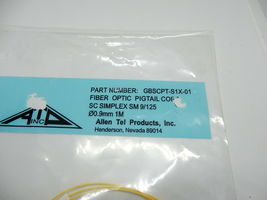 PART NUMBER: GBSCPT-S1X-01
FIBER OPTIC PIGTAIL
SC SIMPLEX SM 9/125
Ø0.9mm 1M
Allen Tel Products, Inc.
Henderson, Nevada 89014
INC